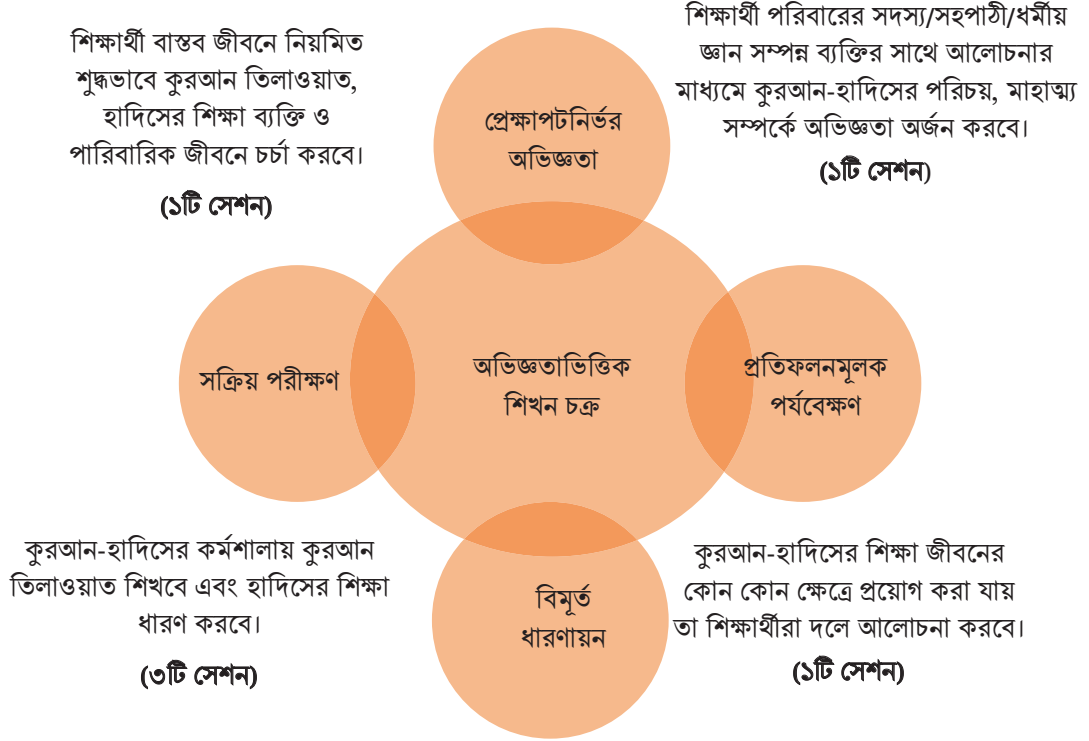 শিক্ষার্থী বাস্তব জীবনে নিয়মিত
শুদ্ধভাবে কুরআন তিলাওয়াত,
হাদিসের শিক্ষা ব্যক্তি ও
পারিবারিক জীবনে চর্চা করবে।
(১টি সেশন)
প্রেক্ষাপটনির্ভর
অভিজ্ঞতা
শিক্ষার্থী পরিবারের সদস্য/সহপাঠী/ধর্মীয়
জ্ঞান সম্পন্ন ব্যক্তির সাথে আলোচনার
মাধ্যমে কুরআন-হাদিসের পরিচয়, মাহাত্ম্য
সম্পর্কে অভিজ্ঞতা অর্জন করবে।
(১টি সেশন)
সক্রিয় পরীক্ষণ
অভিজ্ঞতাভিত্তিক
শিখন চক্র
প্রতিফলনমূলক
পর্যবেক্ষণ
কুরআন-হাদিসের কর্মশালায় কুরআন
তিলাওয়াত শিখবে এবং হাদিসের শিক্ষা
ধারণ করবে।
(৩টি সেশন)
বিমূর্ত
ধারণায়ন
কুরআন-হাদিসের শিক্ষা জীবনের
কোন কোন ক্ষেত্রে প্রয়োগ করা যায়
তা শিক্ষার্থীরা দলে আলোচনা করবে।
(১টি সেশন)